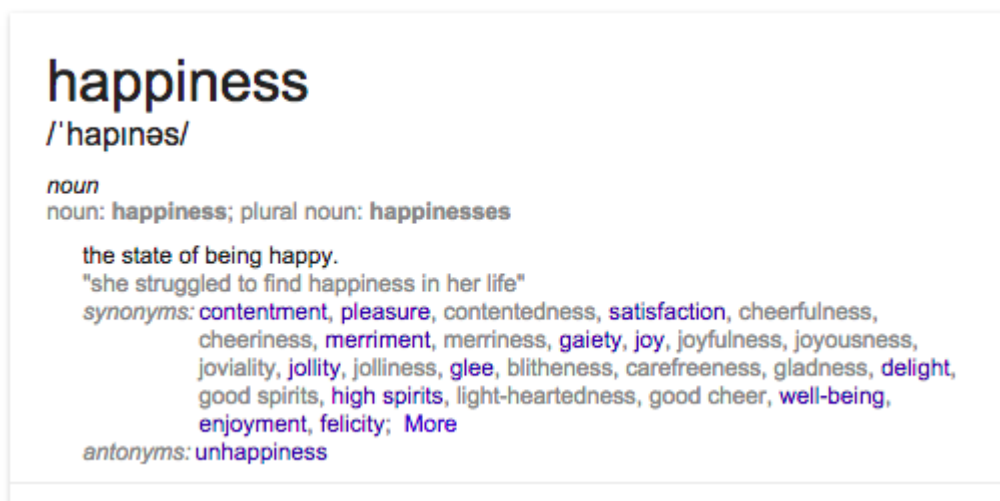 happiness
/ˈhapɪnəs/
noun
noun: happiness; plural noun: happinesses
the state of being happy.
"she struggled to find happiness in her life"
synonyms: contentment, pleasure, contentedness, satisfaction, cheerfulness,
cheeriness, merriment, merriness, gaiety, joy, joyfulness, joyousness,
joviality, jollity, jolliness, glee, blitheness, carefreeness, gladness, delight,
good spirits, high spirits, light-heartedness, good cheer, well-being,
enjoyment, felicity; More
antonyms: unhappiness